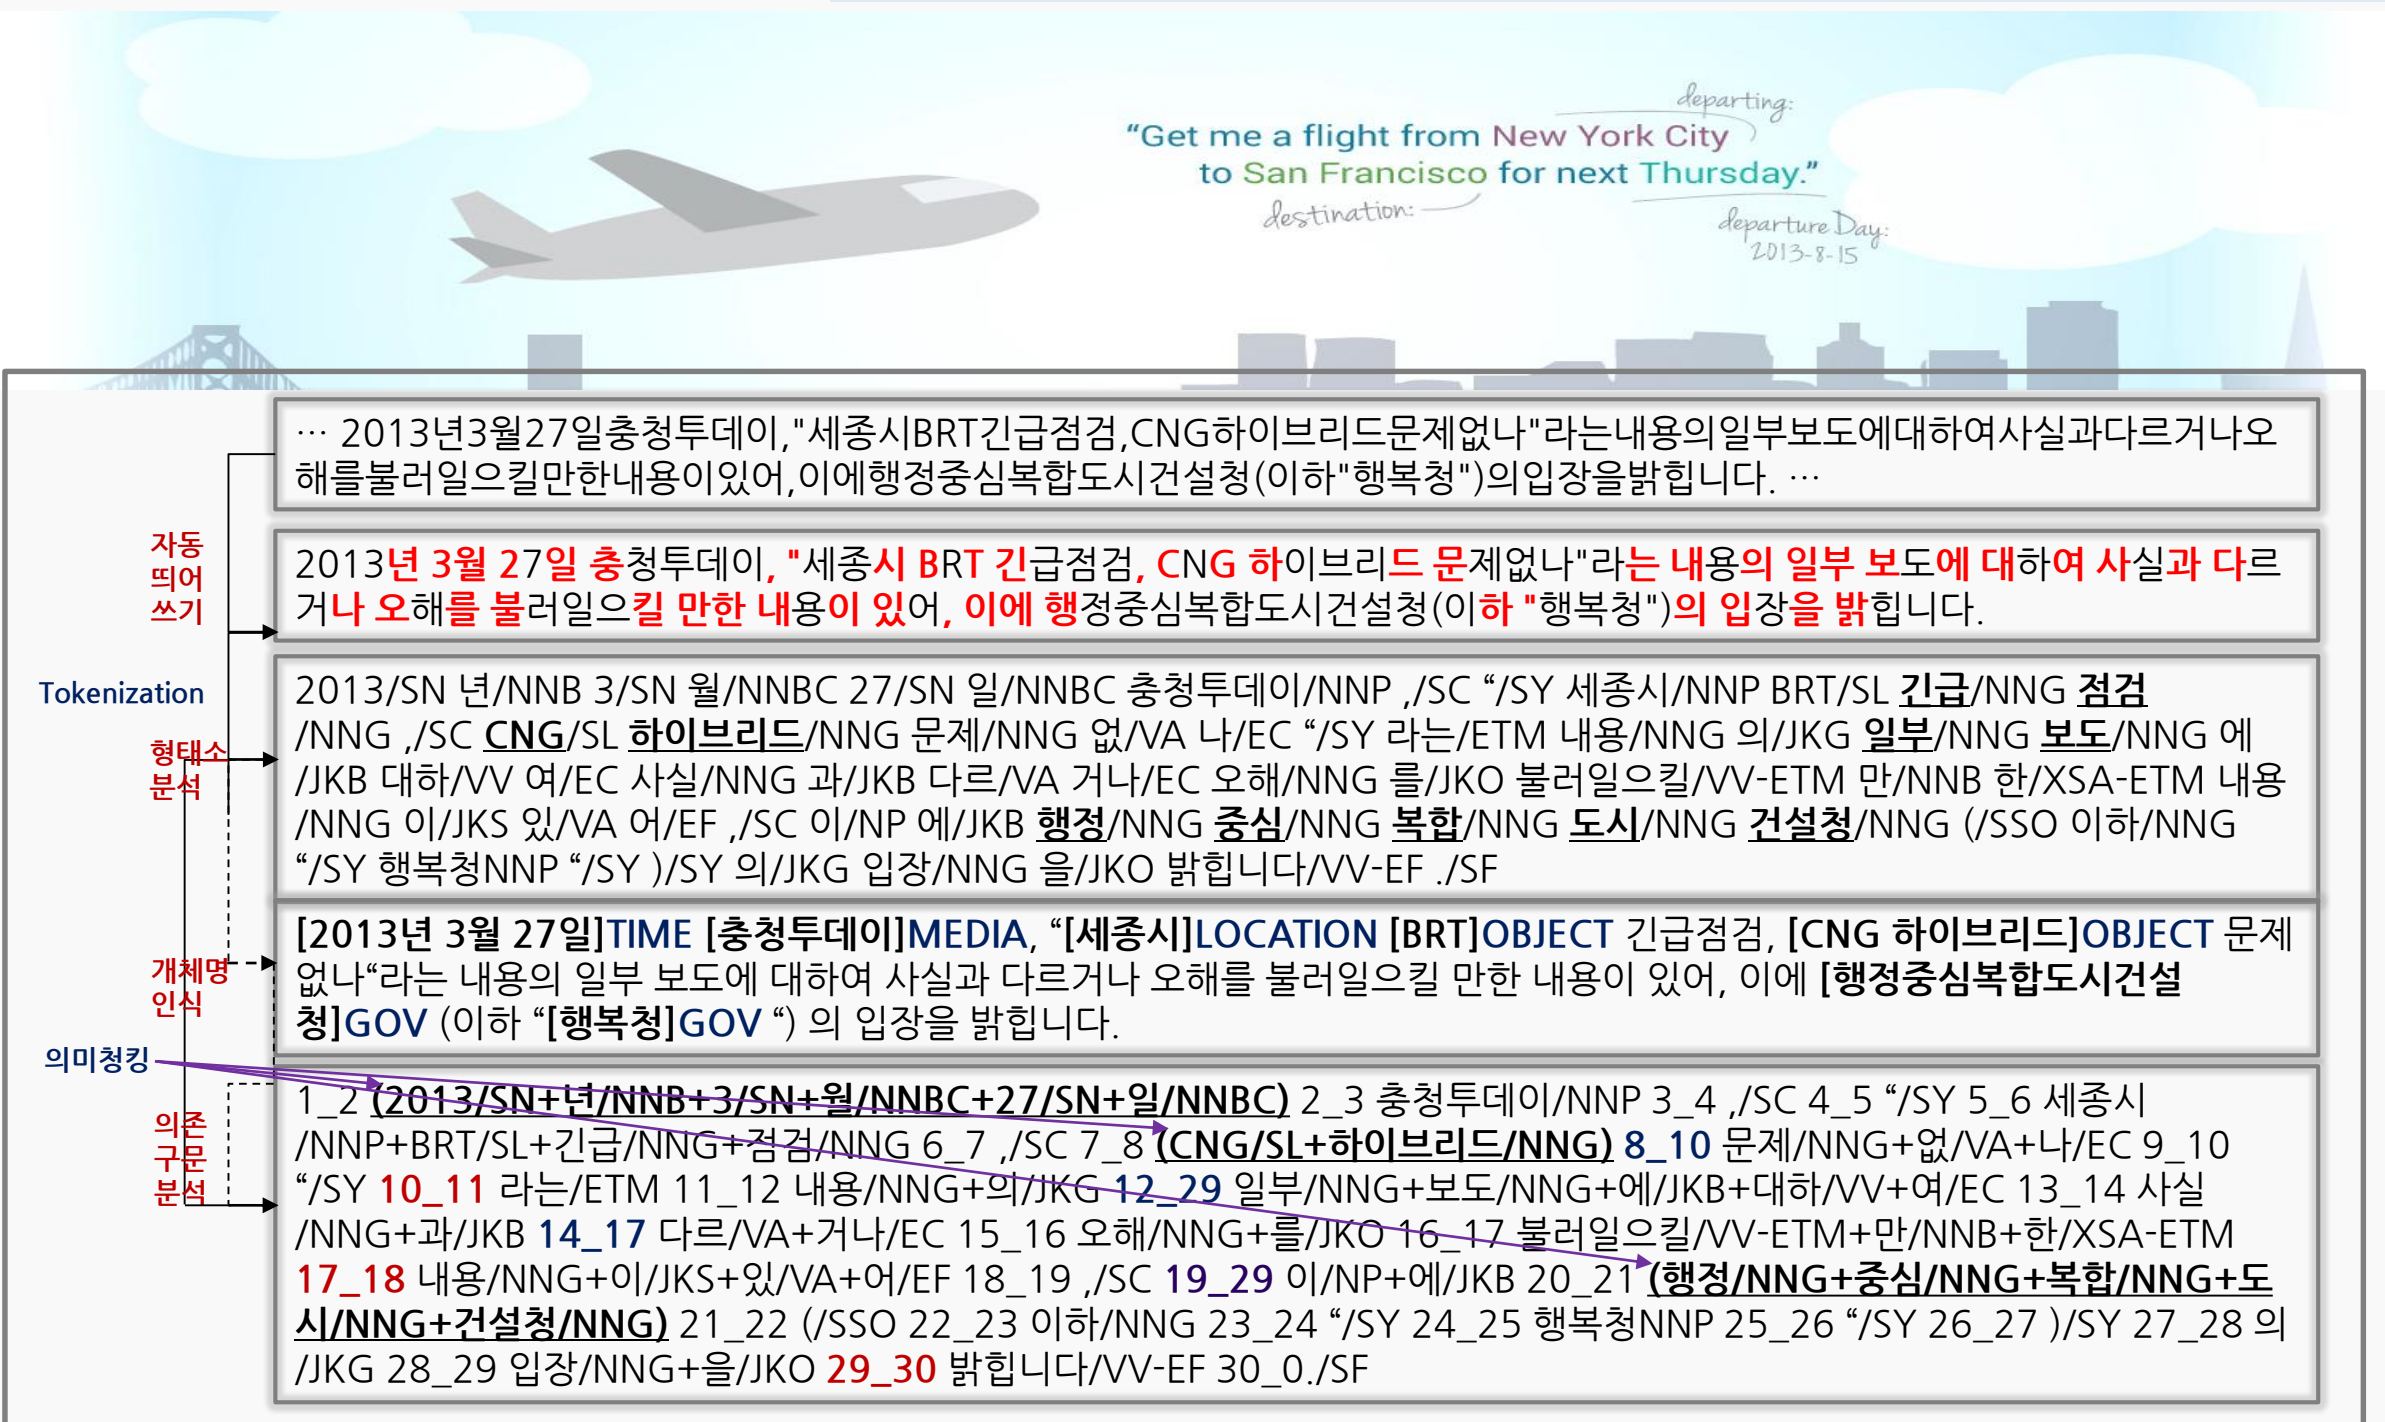 departing:
“Get me a flight from New York City
to San Francisco for next Thursday.”
destination:
departure Day:
2013-8-15
… 2013년3월27일충청투데이,"세종시BRT긴급점검,CNG하이브리드문제없나"라는내용의일부보도에대하여사실과다르거나오
해를불러일으킬만한내용이있어,이에행정중심복합도시건설청(이하"행복청")의입장을밝힙니다. …
자동
띄어
쓰기
2013년 3월 27일 충청투데이, "세종시 BRT 긴급점검, CNG 하이브리드 문제없나"라는 내용의 일부 보도에 대하여 사실과 다르
거나 오해를 불러일으킬 만한 내용이 있어, 이에 행정중심복합도시건설청(이하 "행복청")의 입장을 밝힙니다.
Tokenization
형태소
분석
2013/SN 년/NNB 3/SN 월/NNBC 27/SN 일/NNBC 충청투데이/NNP ,/SC “/SY 세종시/NNP BRT/SL 긴급/NNG 점검
/NNG ,/SC CNG/SL 하이브리드/NNG 문제/NNG 없/VA 나/EC “/SY 라는/ETM 내용/NNG 의/JKG 일부/NNG 보도/NNG 에
/JKB 대하/VV 여/EC 사실/NNG 과/JKB 다르/VA 거나/EC 오해/NNG 를/JKO 불러일으킬/VV-ETM 만/NNB 한/XSA-ETM 내용
/NNG 이/JKS 있/VA 어/EF ,/SC 이/NP 에/JKB 행정/NNG 중심/NNG 복합/NNG 도시/NNG 건설청/NNG (/SSO 이하/NNG
“/SY 행복청NNP “/SY )/SY 의/JKG 입장/NNG 을/JKO 밝힙니다/VV-EF ./SF
개체명
인식
[2013년 3월 27일]TIME [충청투데이]MEDIA, “[세종시]LOCATION [BRT]OBJECT 긴급점검, [CNG 하이브리드]OBJECT 문제
없나“라는 내용의 일부 보도에 대하여 사실과 다르거나 오해를 불러일으킬 만한 내용이 있어, 이에 [행정중심복합도시건설
청]GOV (이하 “[행복청]GOV “) 의 입장을 밝힙니다.
의미청킹
의존
구문
분석
1_2 (2013/SN+년/NNB+3/SN+월/NNBC+27/SN+일/NNBC) 2_3 충청투데이/NNP 3_4 ,/SC 4_5 “/SY 5_6 세종시
/NNP+BRT/SL+긴급/NNG+점검/NNG 6_7 ,/SC 7_8 (CNG/SL+하이브리드/NNG) 8_10 문제/NNG+없/VA+나/EC 9_10
“/SY 10_11 라는/ETM 11_12 내용/NNG+의/JKG 12_29 일부/NNG+보도/NNG+에/JKB+대하/VV+여/EC 13_14 사실
/NNG+과/JKB 14_17 다르/VA+거나/EC 15_16 오해/NNG+를/JKO 16_17 불러일으킬/VV-ETM+만/NNB+한/XSA-ETM
17_18 내용/NNG+이/JKS+있/VA+어/EF 18_19 ,/SC 19_29 이/NP+에/JKB 20_21 (행정/NNG+중심/NNG+복합/NNG+도
시/NNG+건설청/NNG) 21_22 (/SSO 22_23 이하/NNG 23_24 “/SY 24_25 행복청NNP 25_26 “/SY 26_27 )/SY 27_28 의
/JKG 28_29 입장/NNG+을/JKO 29_30 밝힙니다/VV-EF 30_0./SF